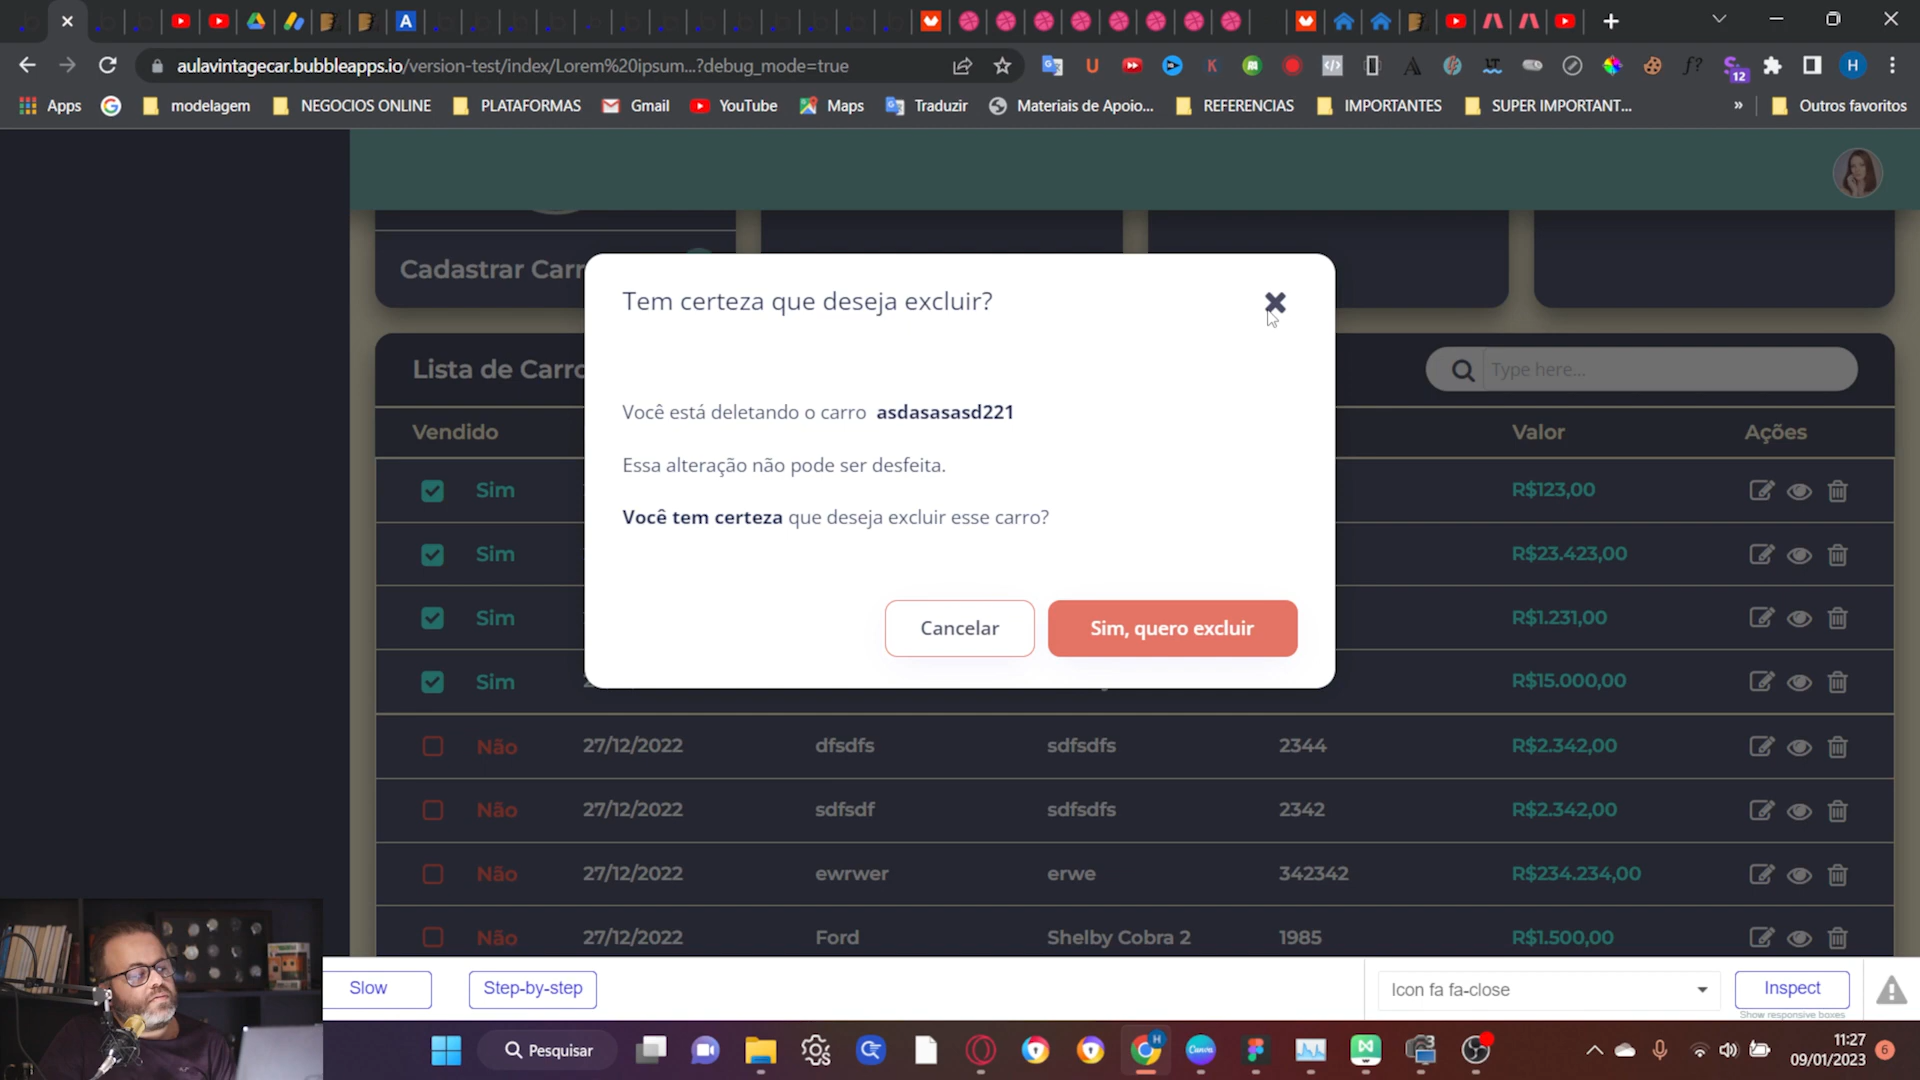 aulavintagecar.bubbleapps.io/version-test/index/Lorem%20ipsum...?debug_mode=true
12
H
Apps
modelagem
NEGOCIOS ONLINE
PLATAFORMAS
Gmail
YouTube
Maps
Traduzir
Materiais de Apoio...
REFERENCIAS
IMPORTANTES
SUPER IMPORTANT...
»
Outros favoritos
Cadastrar Carr
Tem certeza que deseja excluir?
Você está deletando o carro asdasasasd221
Essa alteração não pode ser desfeita.
Você tem certeza que deseja excluir esse carro?
Cancelar
Sim, quero excluir
Lista de Carro
Type here...
Vendido Valor Ações
Sim R$123,00
Sim R$23.423,00
Sim R$1.231,00
Sim R$15.000,00
Não 27/12/2022 dfsdfs sdfsdfs 2344 R$2.342,00
Não 27/12/2022 sdfsdf sdfsdfs 2342 R$2.342,00
Não 27/12/2022 ewrwer erwe 342342 R$234.234,00
Não 27/12/2022 Ford Shelby Cobra 2 1985 R$1.500,00
Slow
Step-by-step
Icon fa fa-close
Inspect
Show responsive boxes
Pesquisar
11:27
09/01/2023
6